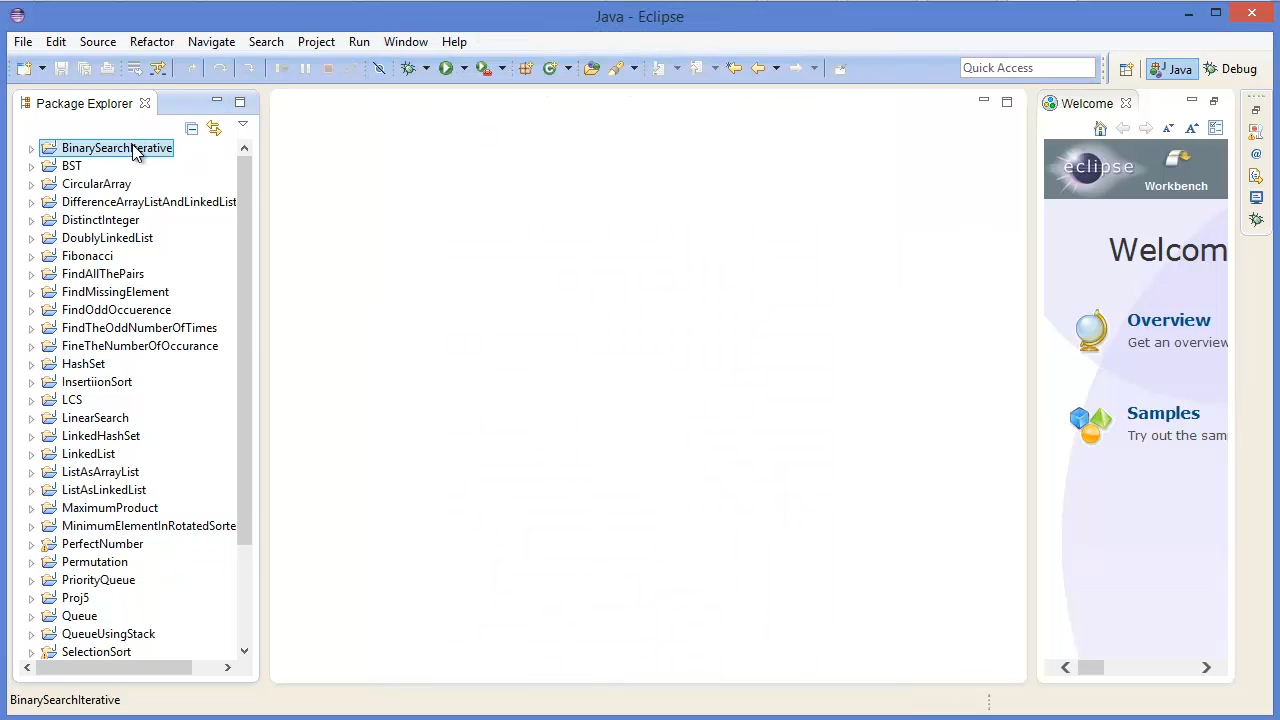 Java - Eclipse
File Edit Source Refactor Navigate Search Project Run Window Help
Quick Access
Java
Debug
Package Explorer
BinarySearchIterative
BST
CircularArray
DifferenceArrayListAndLinkedList
DistinctInteger
DoublyLinkedList
Fibonacci
FindAllThePairs
FindMissingElement
FindOddOccuerence
FindTheOddNumberOfTimes
FineTheNumberOfOccurance
HashSet
InsertiionSort
LCS
LinearSearch
LinkedHashSet
LinkedList
ListAsArrayList
ListAsLinkedList
MaximumProduct
MinimumElementInRotatedSorte
PerfectNumber
Permutation
PriorityQueue
Proj5
Queue
QueueUsingStack
SelectionSort
Welcome
eclipse
Workbench
Welcom
Overview
Get an overview
Samples
Try out the sam
BinarySearchIterative